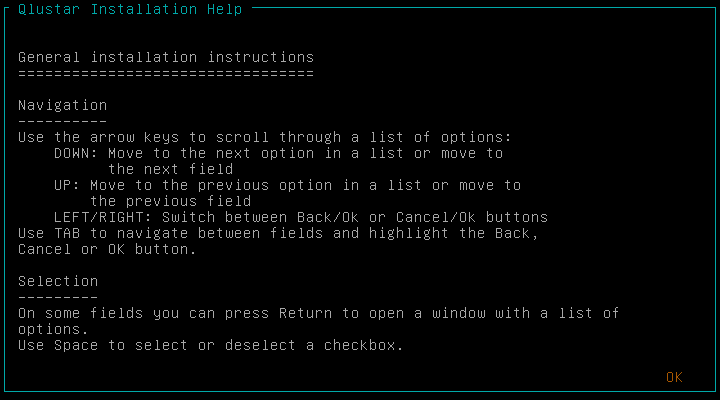 Qlustar Installation Help
General installation instructions
=================================
Navigation
----------
Use the arrow keys to scroll through a list of options:
DOWN: Move to the next option in a list or move to
the next field
UP: Move to the previous option in a list or move to
the previous field
LEFT/RIGHT: Switch between Back/Ok or Cancel/Ok buttons
Use TAB to navigate between fields and highlight the Back,
Cancel or OK button.
Selection
---------
On some fields you can press Return to open a window with a list of
options.
Use Space to select or deselect a checkbox.
OK